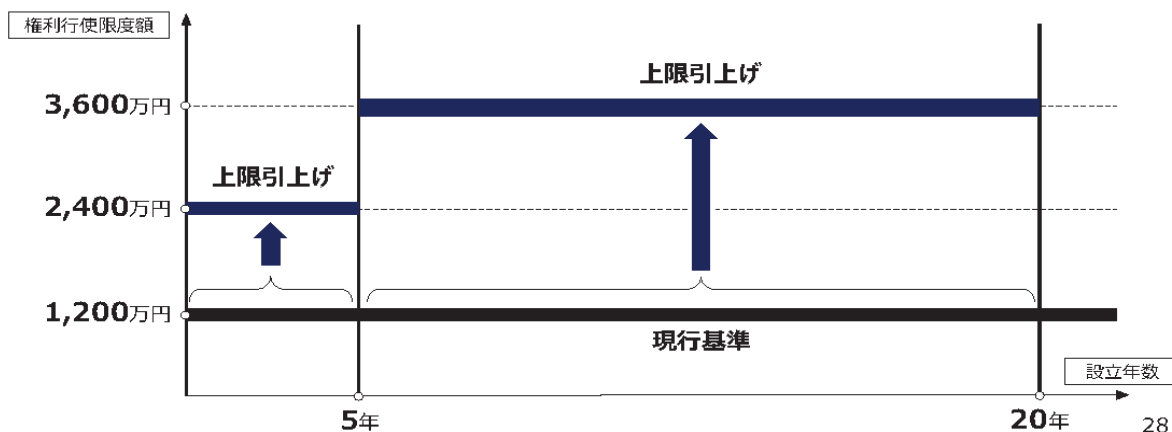 権利行使限度額
上限引上げ
3,600万円
上限引上げ
2,400万円
1,200万円
現行基準
設立年数
5年
20年
28